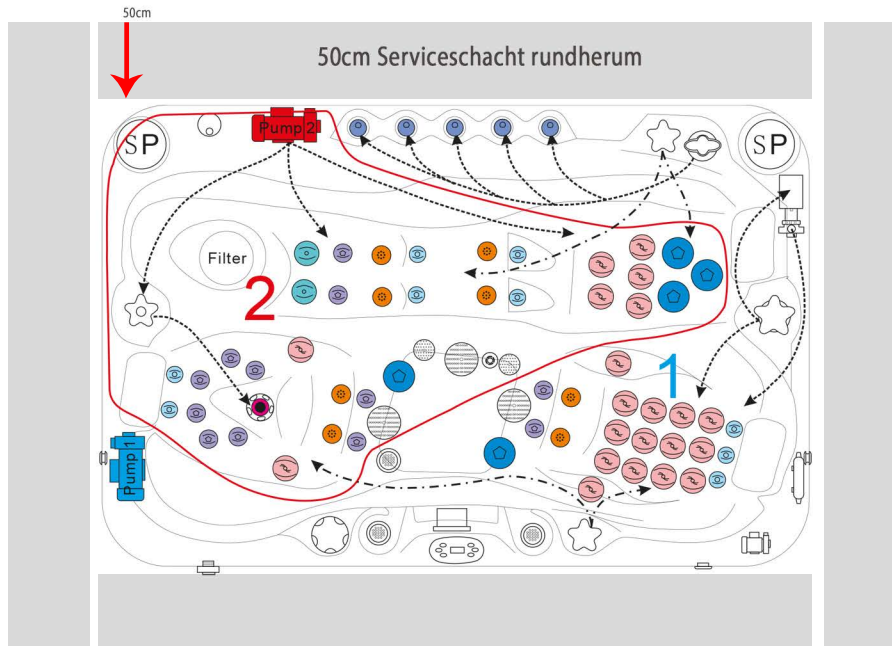 50cm
50cm Serviceschacht rundherum
Pump 2
SP
SP
Filter
2
1
Pump 1